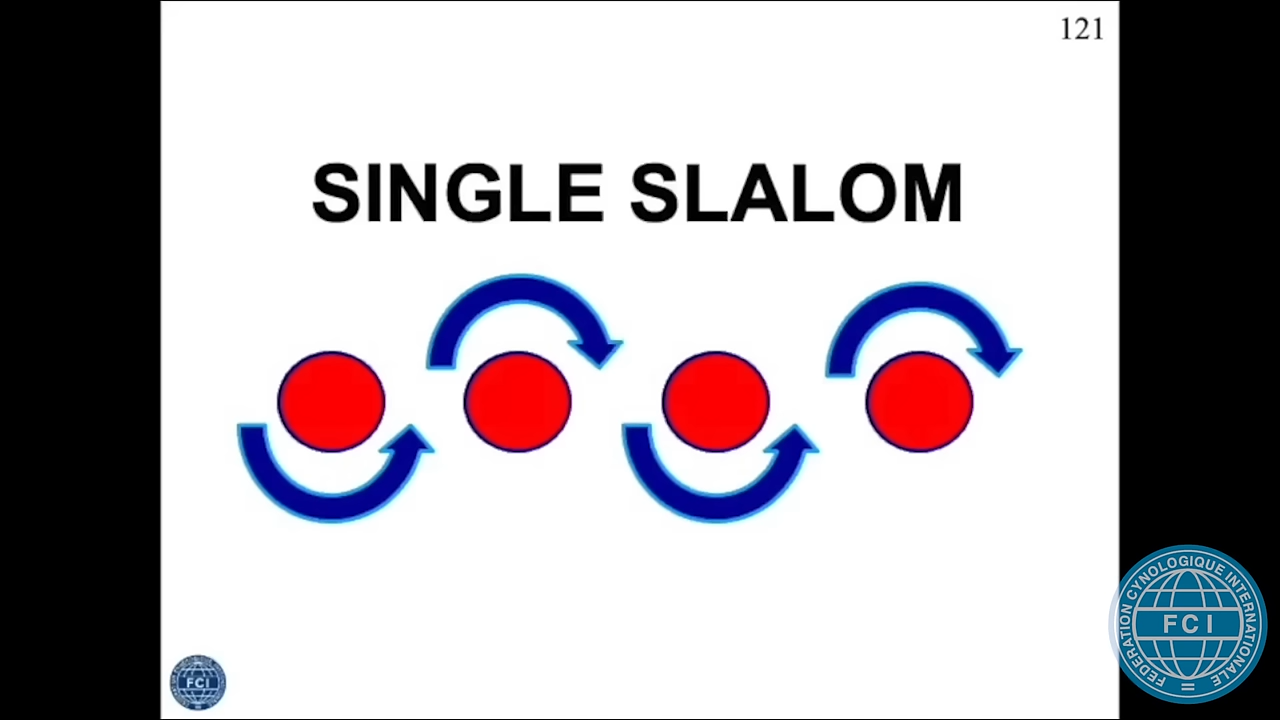 121
SINGLE SLALOM
FCI
FEDERATION CYNOLOGIQUE INTERNATIONALE
FCI